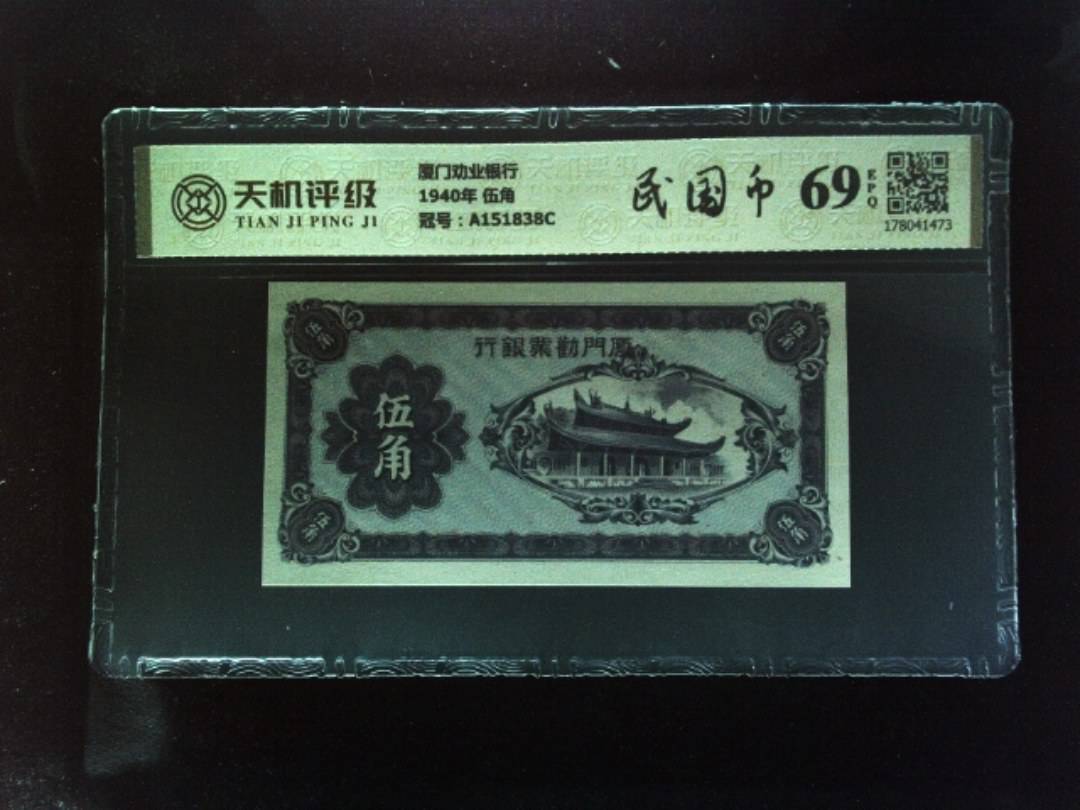 天机评级
TIAN JI PING JI
厦门劝业银行
1940年 伍角
冠号：A151838C
民国币
69
EPQ
178041473
行銀業勸門厦
伍角
伍角
伍角
伍角
伍角